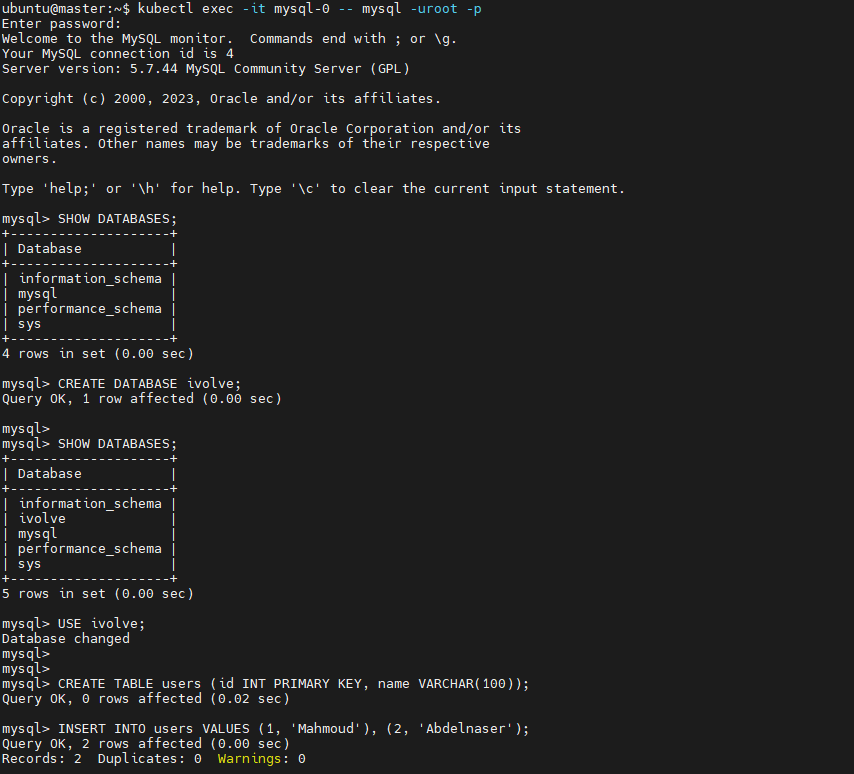 ubuntu@master:~$ kubectl exec -it mysql-0 -- mysql -uroot -p
Enter password:
Welcome to the MySQL monitor.  Commands end with ; or \g.
Your MySQL connection id is 4
Server version: 5.7.44 MySQL Community Server (GPL)

Copyright (c) 2000, 2023, Oracle and/or its affiliates.

Oracle is a registered trademark of Oracle Corporation and/or its
affiliates. Other names may be trademarks of their respective
owners.

Type 'help;' or '\h' for help. Type '\c' to clear the current input statement.

mysql> SHOW DATABASES;
+--------------------+
| Database           |
+--------------------+
| information_schema |
| mysql              |
| performance_schema |
| sys                |
+--------------------+
4 rows in set (0.00 sec)

mysql> CREATE DATABASE ivolve;
Query OK, 1 row affected (0.00 sec)

mysql>
mysql> SHOW DATABASES;
+--------------------+
| Database           |
+--------------------+
| information_schema |
| ivolve             |
| mysql              |
| performance_schema |
| sys                |
+--------------------+
5 rows in set (0.00 sec)

mysql> USE ivolve;
Database changed
mysql>
mysql>
mysql> CREATE TABLE users (id INT PRIMARY KEY, name VARCHAR(100));
Query OK, 0 rows affected (0.02 sec)

mysql> INSERT INTO users VALUES (1, 'Mahmoud'), (2, 'Abdelnaser');
Query OK, 2 rows affected (0.00 sec)
Records: 2  Duplicates: 0  Warnings: 0